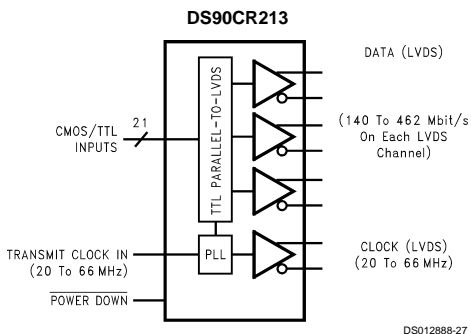 DS90CR213
DATA (LVDS)
21
CMOS/TTL
INPUTS
TTL PARALLEL-TO-LVDS
(140 To 462 Mbit/s
On Each LVDS
Channel)
TRANSMIT CLOCK IN
(20 To 66 MHz)
PLL
CLOCK (LVDS)
(20 To 66 MHz)
POWER DOWN
DS012888-27